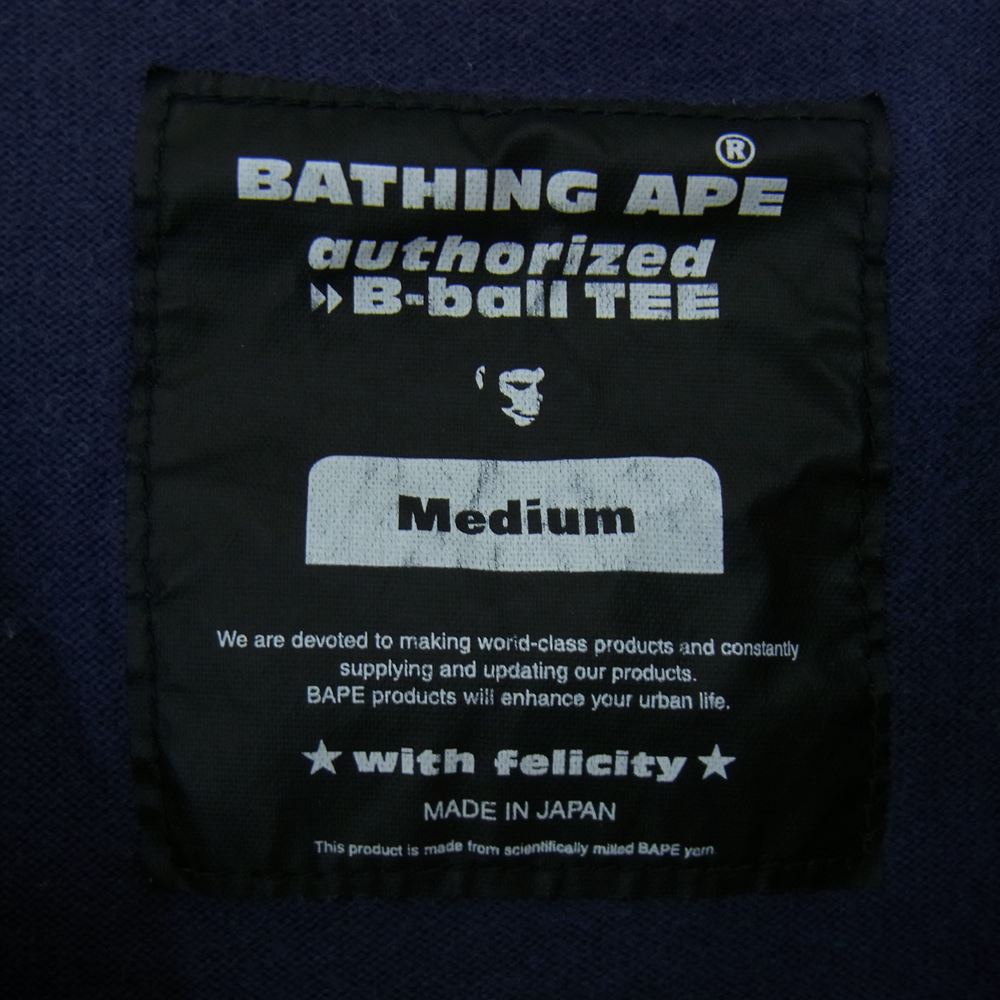 ®
BATHING APE
authorized
B-ball TEE
Medium
We are devoted to making world-class products and constantly
supplying and updating our products.
BAPE products will enhance your urban life.
★ with felicity ★
MADE IN JAPAN
This product is made from scientifically milled BAPE yarn.